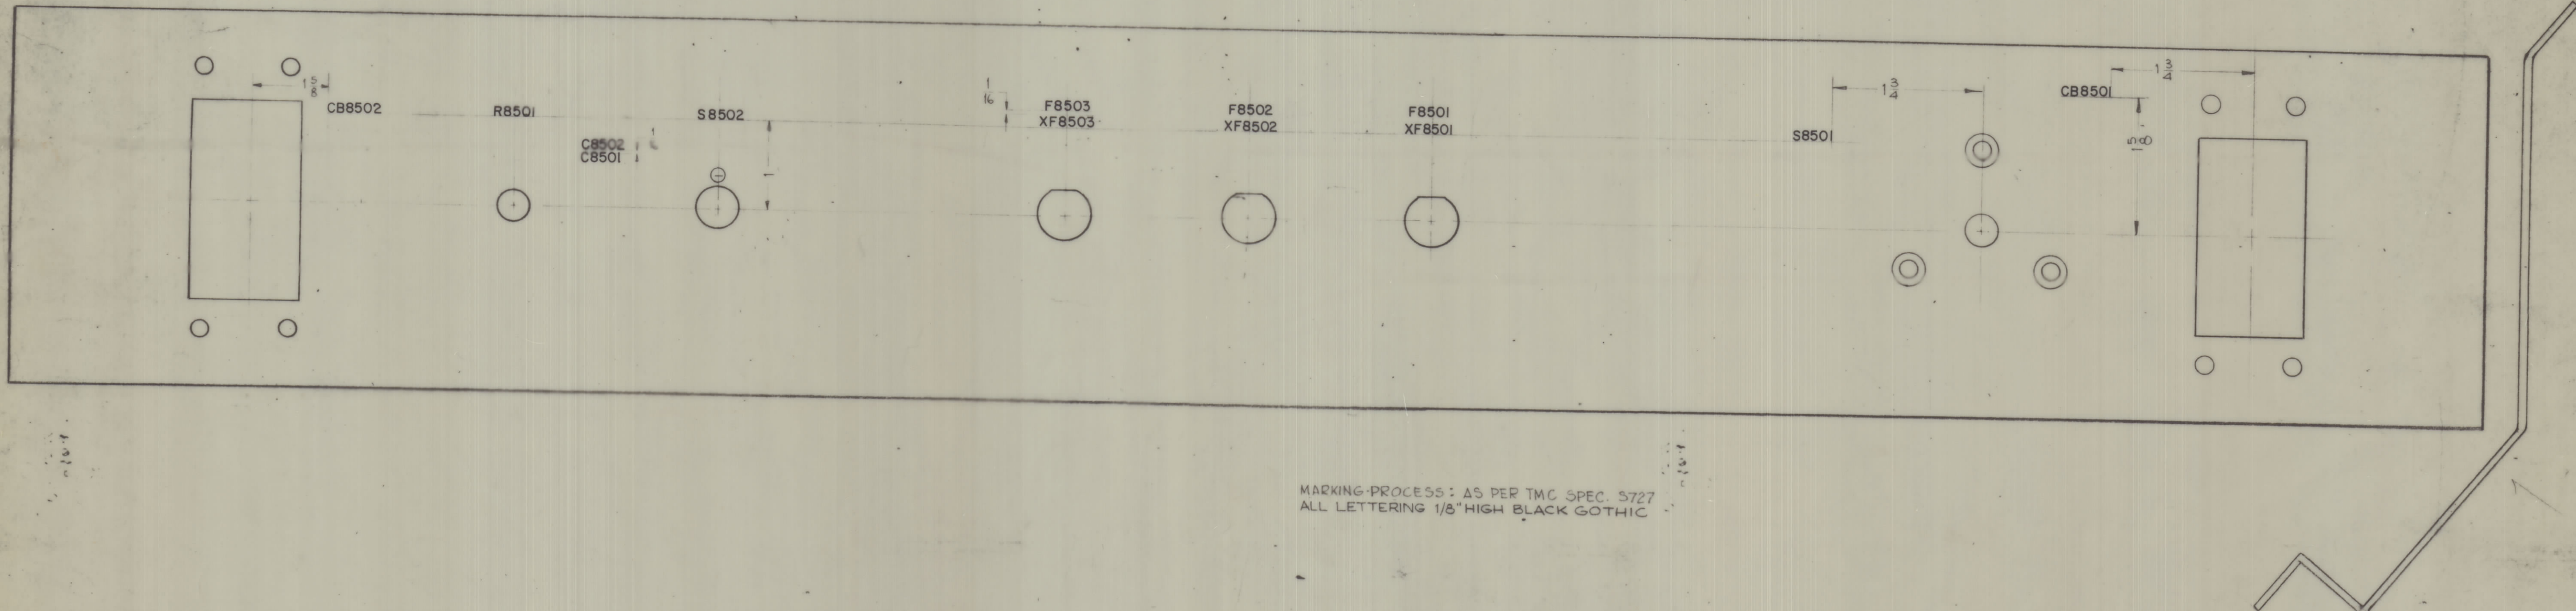 1 5/8
CB8502
R8501
C8502
C8501
S8502
1
1/16
F8503
XF8503
F8502
XF8502
F8501
XF8501
S8501
1 3/4
CB8501
1 3/4
1 5/8
MARKING-PROCESS: AS PER TMC SPEC. S727
ALL LETTERING 1/8" HIGH BLACK GOTHIC